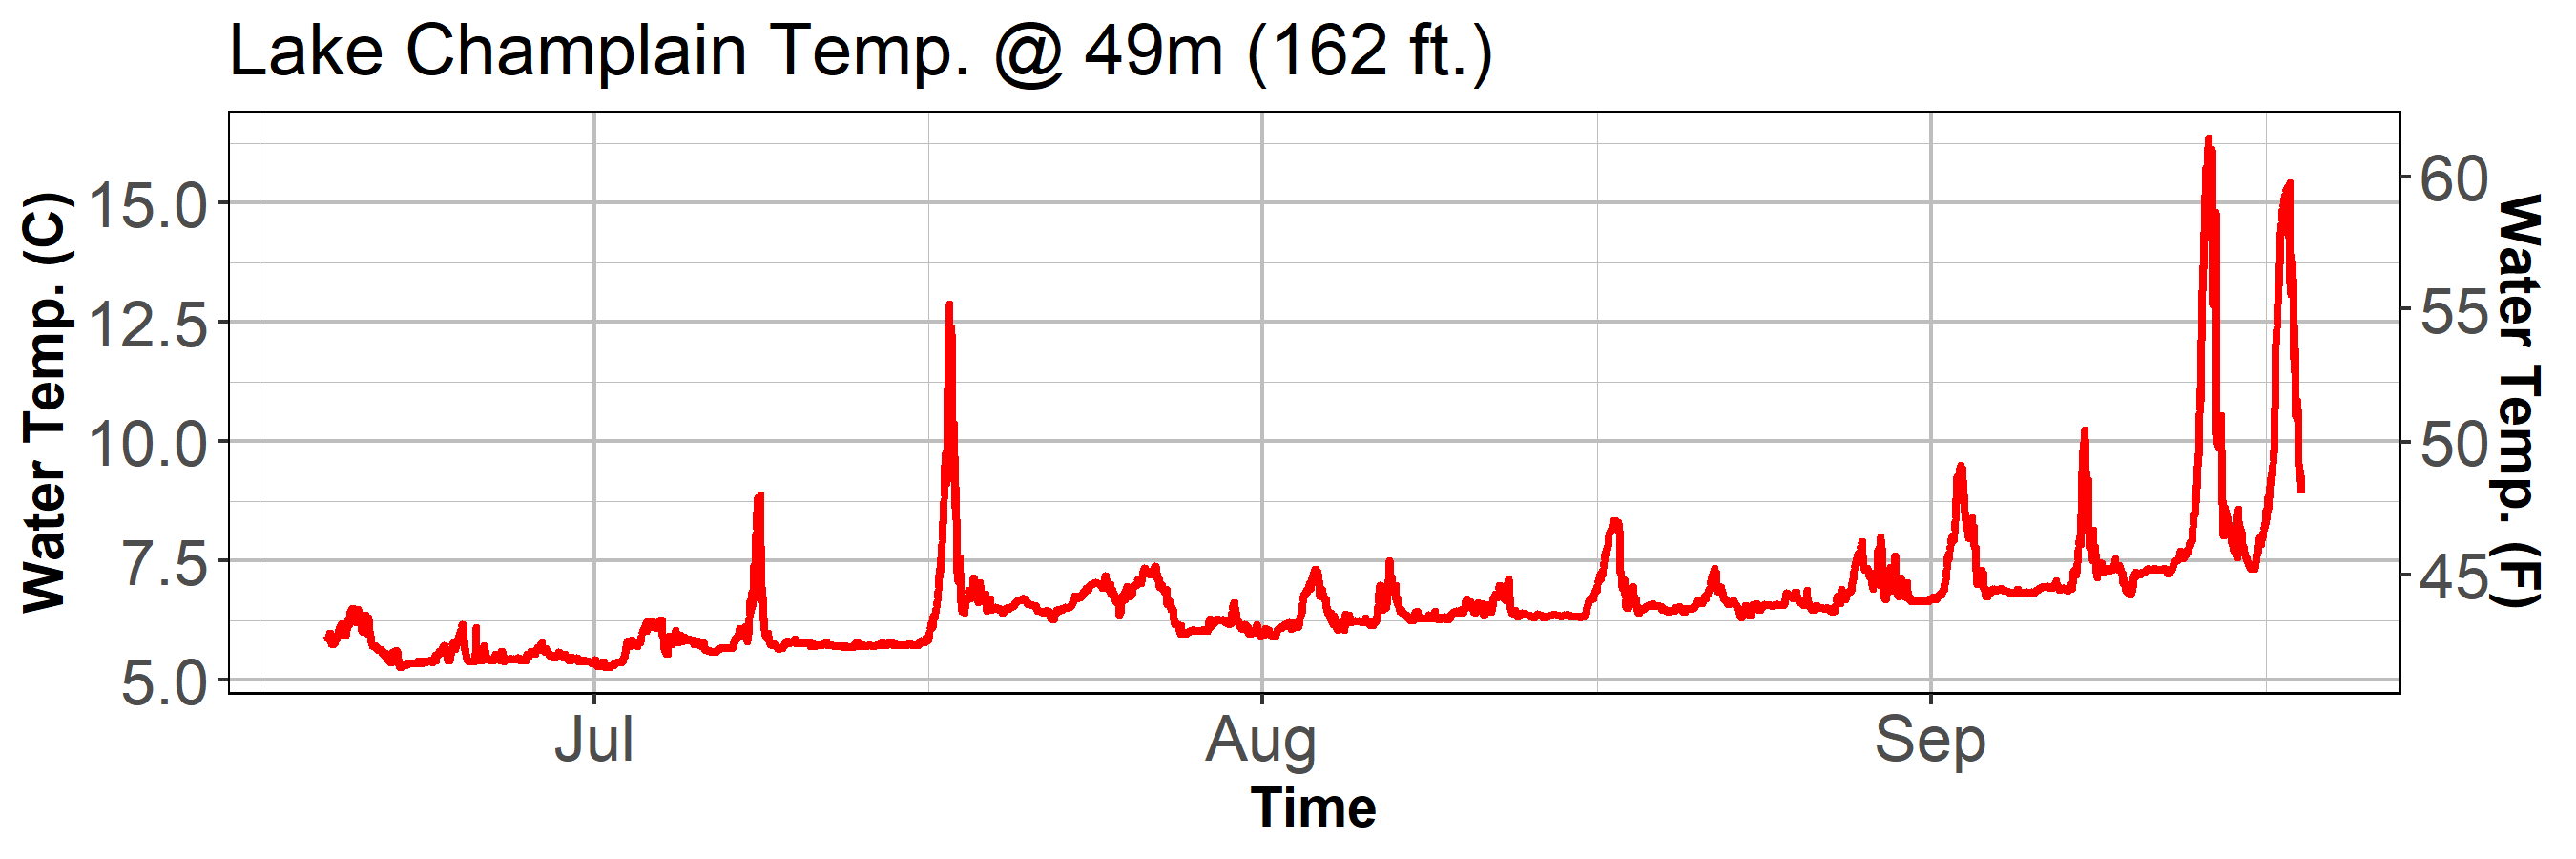 Lake Champlain Temp. @ 49m (162 ft.)
Water Temp. (C)
15.0
12.5
10.0
7.5
5.0
60
55
50
45
Water Temp. (F)
Jul
Aug
Sep
Time